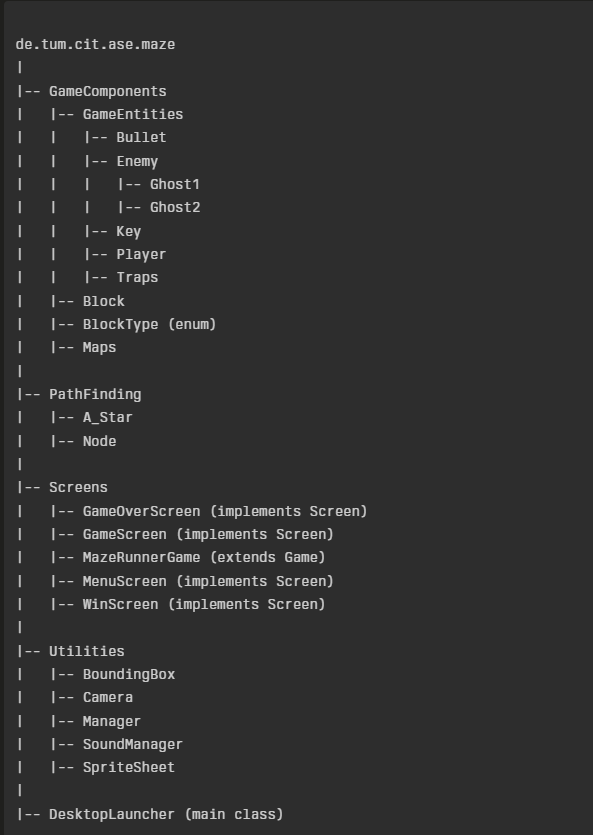 de.tum.cit.ase.maze
|
|-- GameComponents
|   |-- GameEntities
|   |   |-- Bullet
|   |   |-- Enemy
|   |   |   |-- Ghost1
|   |   |   |-- Ghost2
|   |   |-- Key
|   |   |-- Player
|   |   |-- Traps
|   |-- Block
|   |-- BlockType (enum)
|   |-- Maps
|
|-- PathFinding
|   |-- A_Star
|   |-- Node
|
|-- Screens
|   |-- GameOverScreen (implements Screen)
|   |-- GameScreen (implements Screen)
|   |-- MazeRunnerGame (extends Game)
|   |-- MenuScreen (implements Screen)
|   |-- WinScreen (implements Screen)
|
|-- Utilities
|   |-- BoundingBox
|   |-- Camera
|   |-- Manager
|   |-- SoundManager
|   |-- SpriteSheet
|
|-- DesktopLauncher (main class)